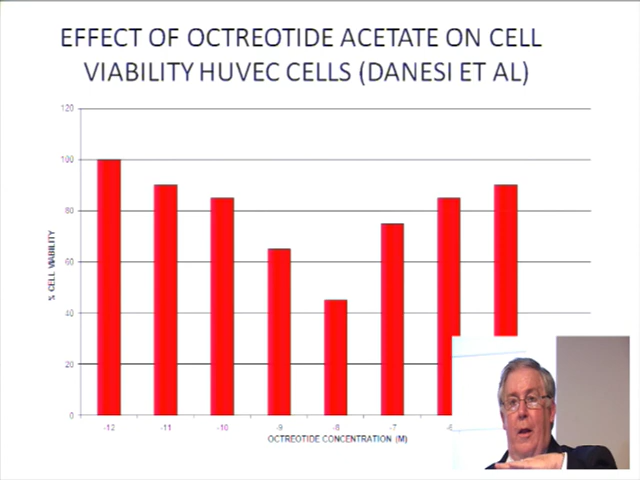 EFFECT OF OCTREOTIDE ACETATE ON CELL
VIABILITY HUVEC CELLS (DANESI ET AL)
120
100
80
60
40
20
0
% CELL VIABILITY
-12 -11 -10 -9 -8 -7
OCTREOTIDE CONCENTRATION (M)